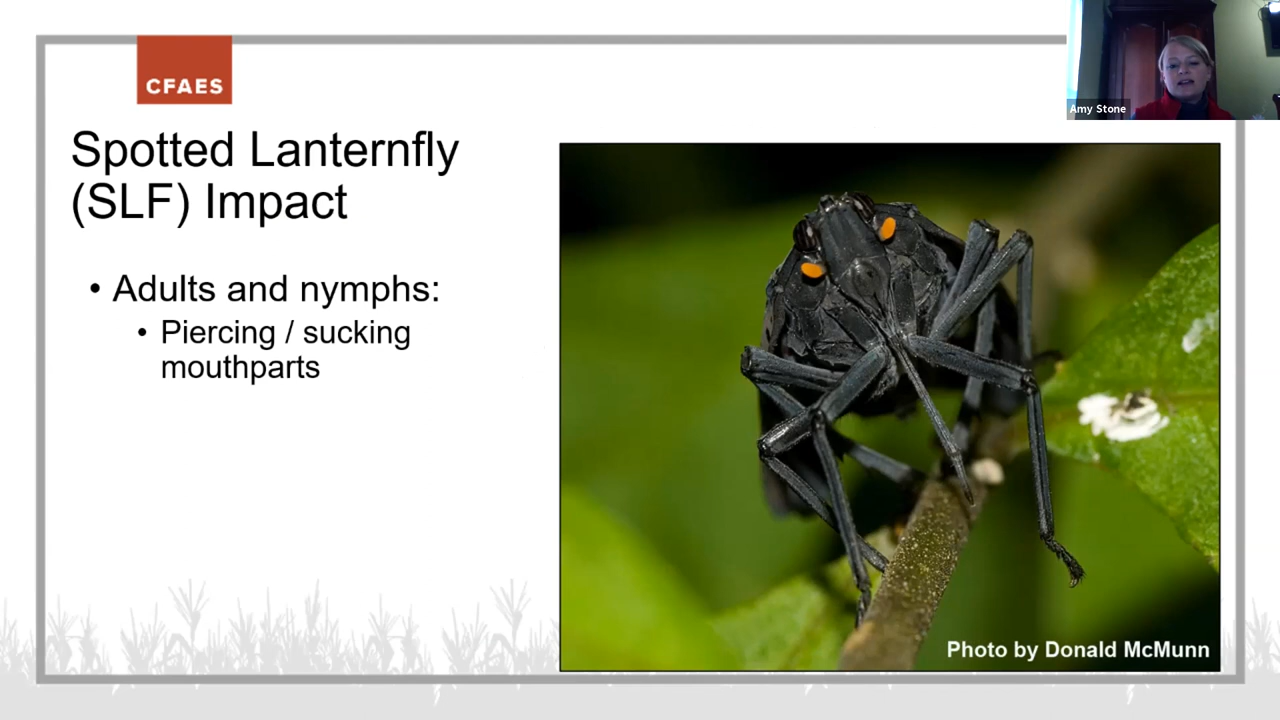 CFAES
Amy Stone
Spotted Lanternfly
(SLF) Impact
• Adults and nymphs:
• Piercing / sucking
mouthparts
Photo by Donald McMunn